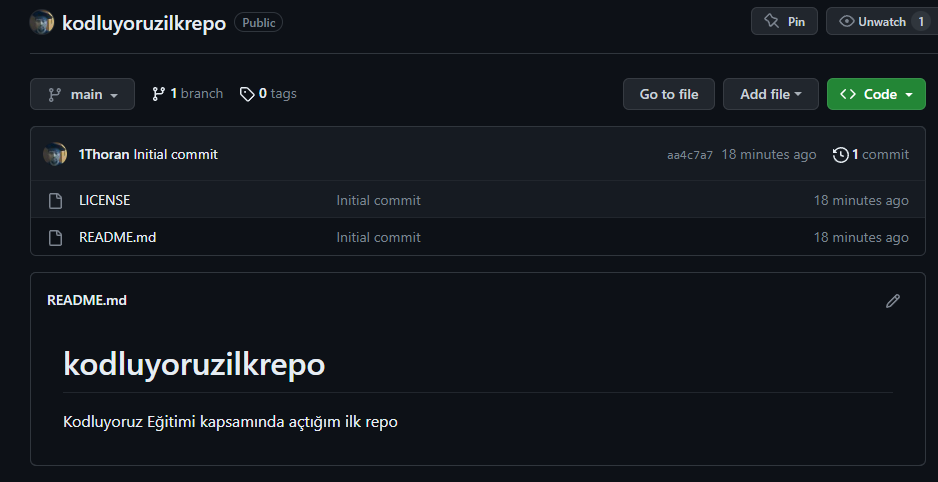 kodluyoruzilkrepo Public Pin Unwatch 1
main 1 branch 0 tags Go to file Add file Code
1Thoran Initial commit aa4c7a7 18 minutes ago 1 commit
LICENSE Initial commit 18 minutes ago
README.md Initial commit 18 minutes ago
README.md
kodluyoruzilkrepo
Kodluyoruz Eğitimi kapsamında açtığım ilk repo